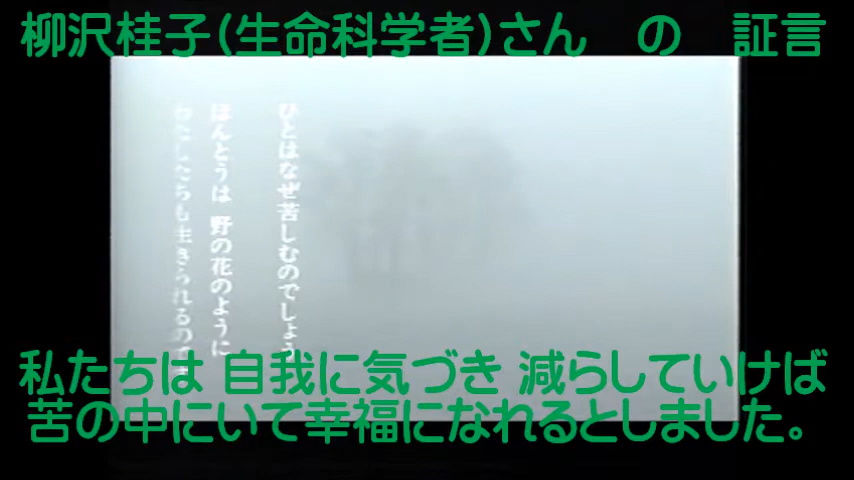 柳沢桂子(生命科学者)さん　の　証言
ひとはなぜ苦しむのでしょう
ほんとうは 野の花のように
わたしたちも生きられるのです
私たちは 自我に気づき 減らしていけば
苦の中にいて幸福になれるとしました。